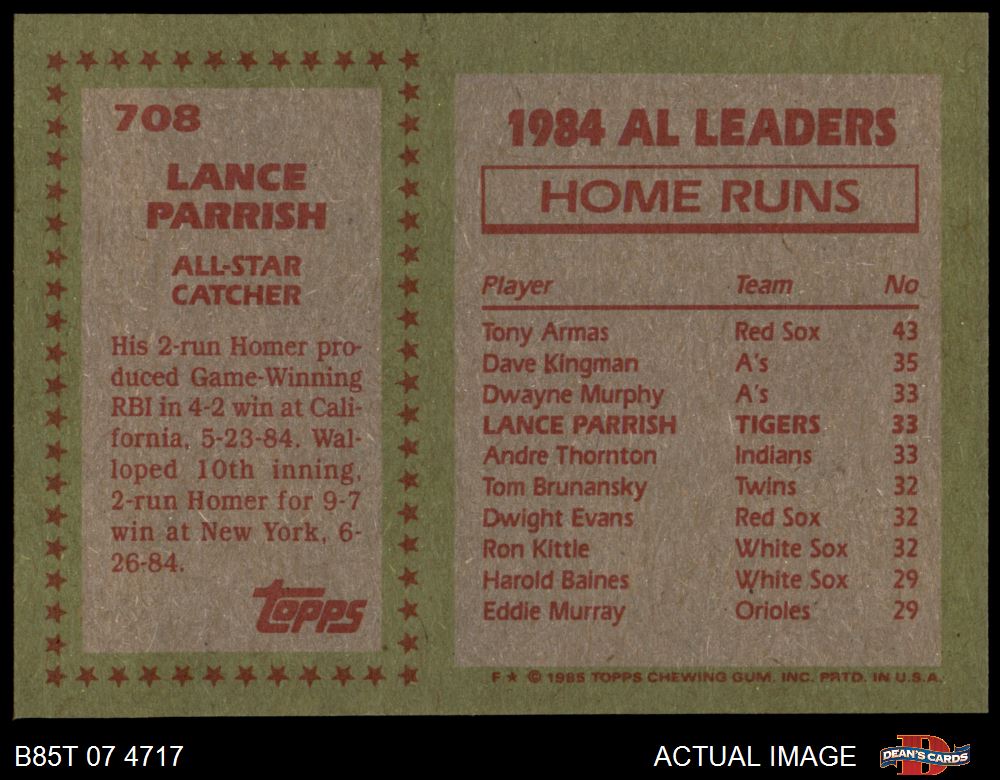 708
LANCE
PARRISH
ALL-STAR
CATCHER
His 2-run Homer pro-
duced Game-Winning
RBI in 4-2 win at Cali-
fornia, 5-23-84. Wal-
loped 10th inning,
2-run Homer for 9-7
win at New York, 6-
26-84.
topps
1984 AL LEADERS
HOME RUNS
Player Team No
Tony Armas Red Sox 43
Dave Kingman A's 35
Dwayne Murphy A's 33
LANCE PARRISH TIGERS 33
Andre Thornton Indians 33
Tom Brunansky Twins 32
Dwight Evans Red Sox 32
Ron Kittle White Sox 32
Harold Baines White Sox 29
Eddie Murray Orioles 29
F ★ © 1985 TOPPS CHEWING GUM, INC. PRTD. IN U.S.A.
B85T 07 4717
ACTUAL IMAGE
DEAN'S CARDS